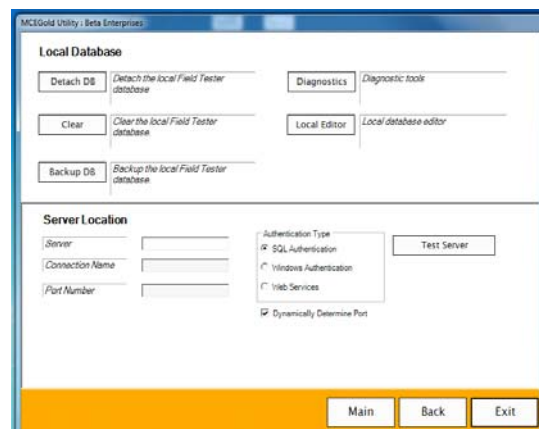 MCEGold Utility : Beta Enterprises
Local Database
Detach DB
Detach the local Field Tester
database
Diagnostics
Diagnostic tools
Clear
Clear the local Field Tester
database.
Local Editor
Local database editor
Backup DB
Backup the local Field Tester
database.
Server Location
Server
Connection Name
Port Number
Authentication Type
SQL Authentication
Windows Authentication
Web Services
Dynamically Determine Port
Test Server
Main
Back
Exit